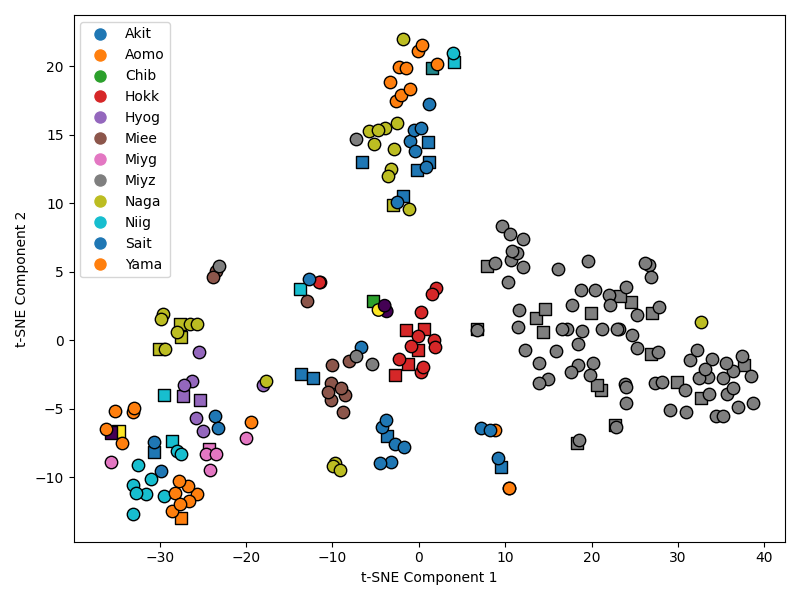 Akit
Aomo
Chib
Hokk
Hyog
Miee
Miyg
Miyz
Naga
Niig
Sait
Yama
20
15
10
5
0
−5
−10
t-SNE Component 2
−30
−20
−10
0
10
20
30
40
t-SNE Component 1